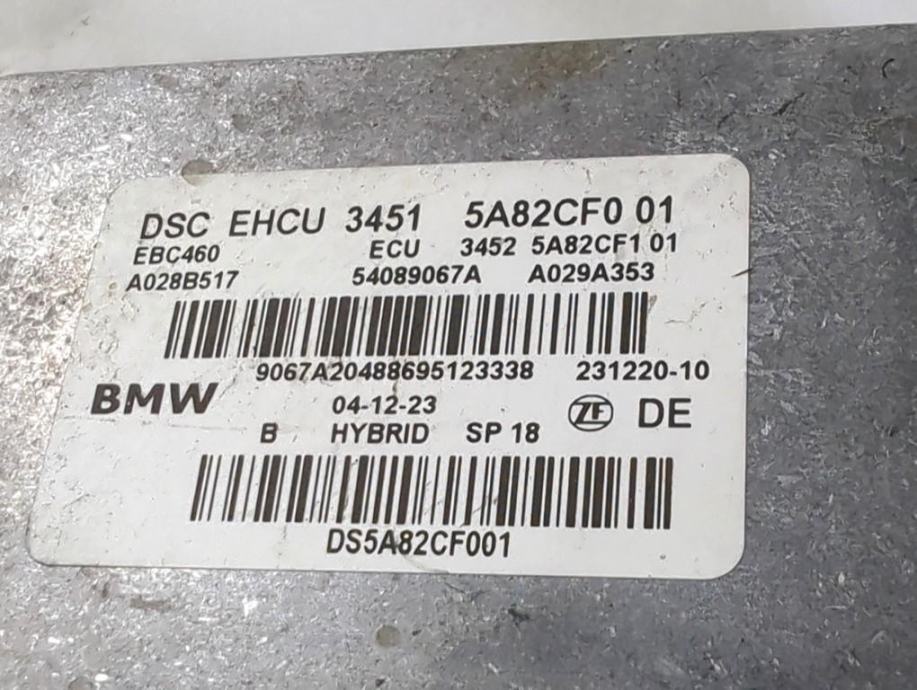 DSC EHCU 3451 5A82CF0 01
EBC460 ECU 3452 5A82CF1 01
A028B517 54089067A A029A353
9067A20488695123338 231220-10
BMW 04-12-23 ZF DE
B HYBRID SP 18
DS5A82CF001